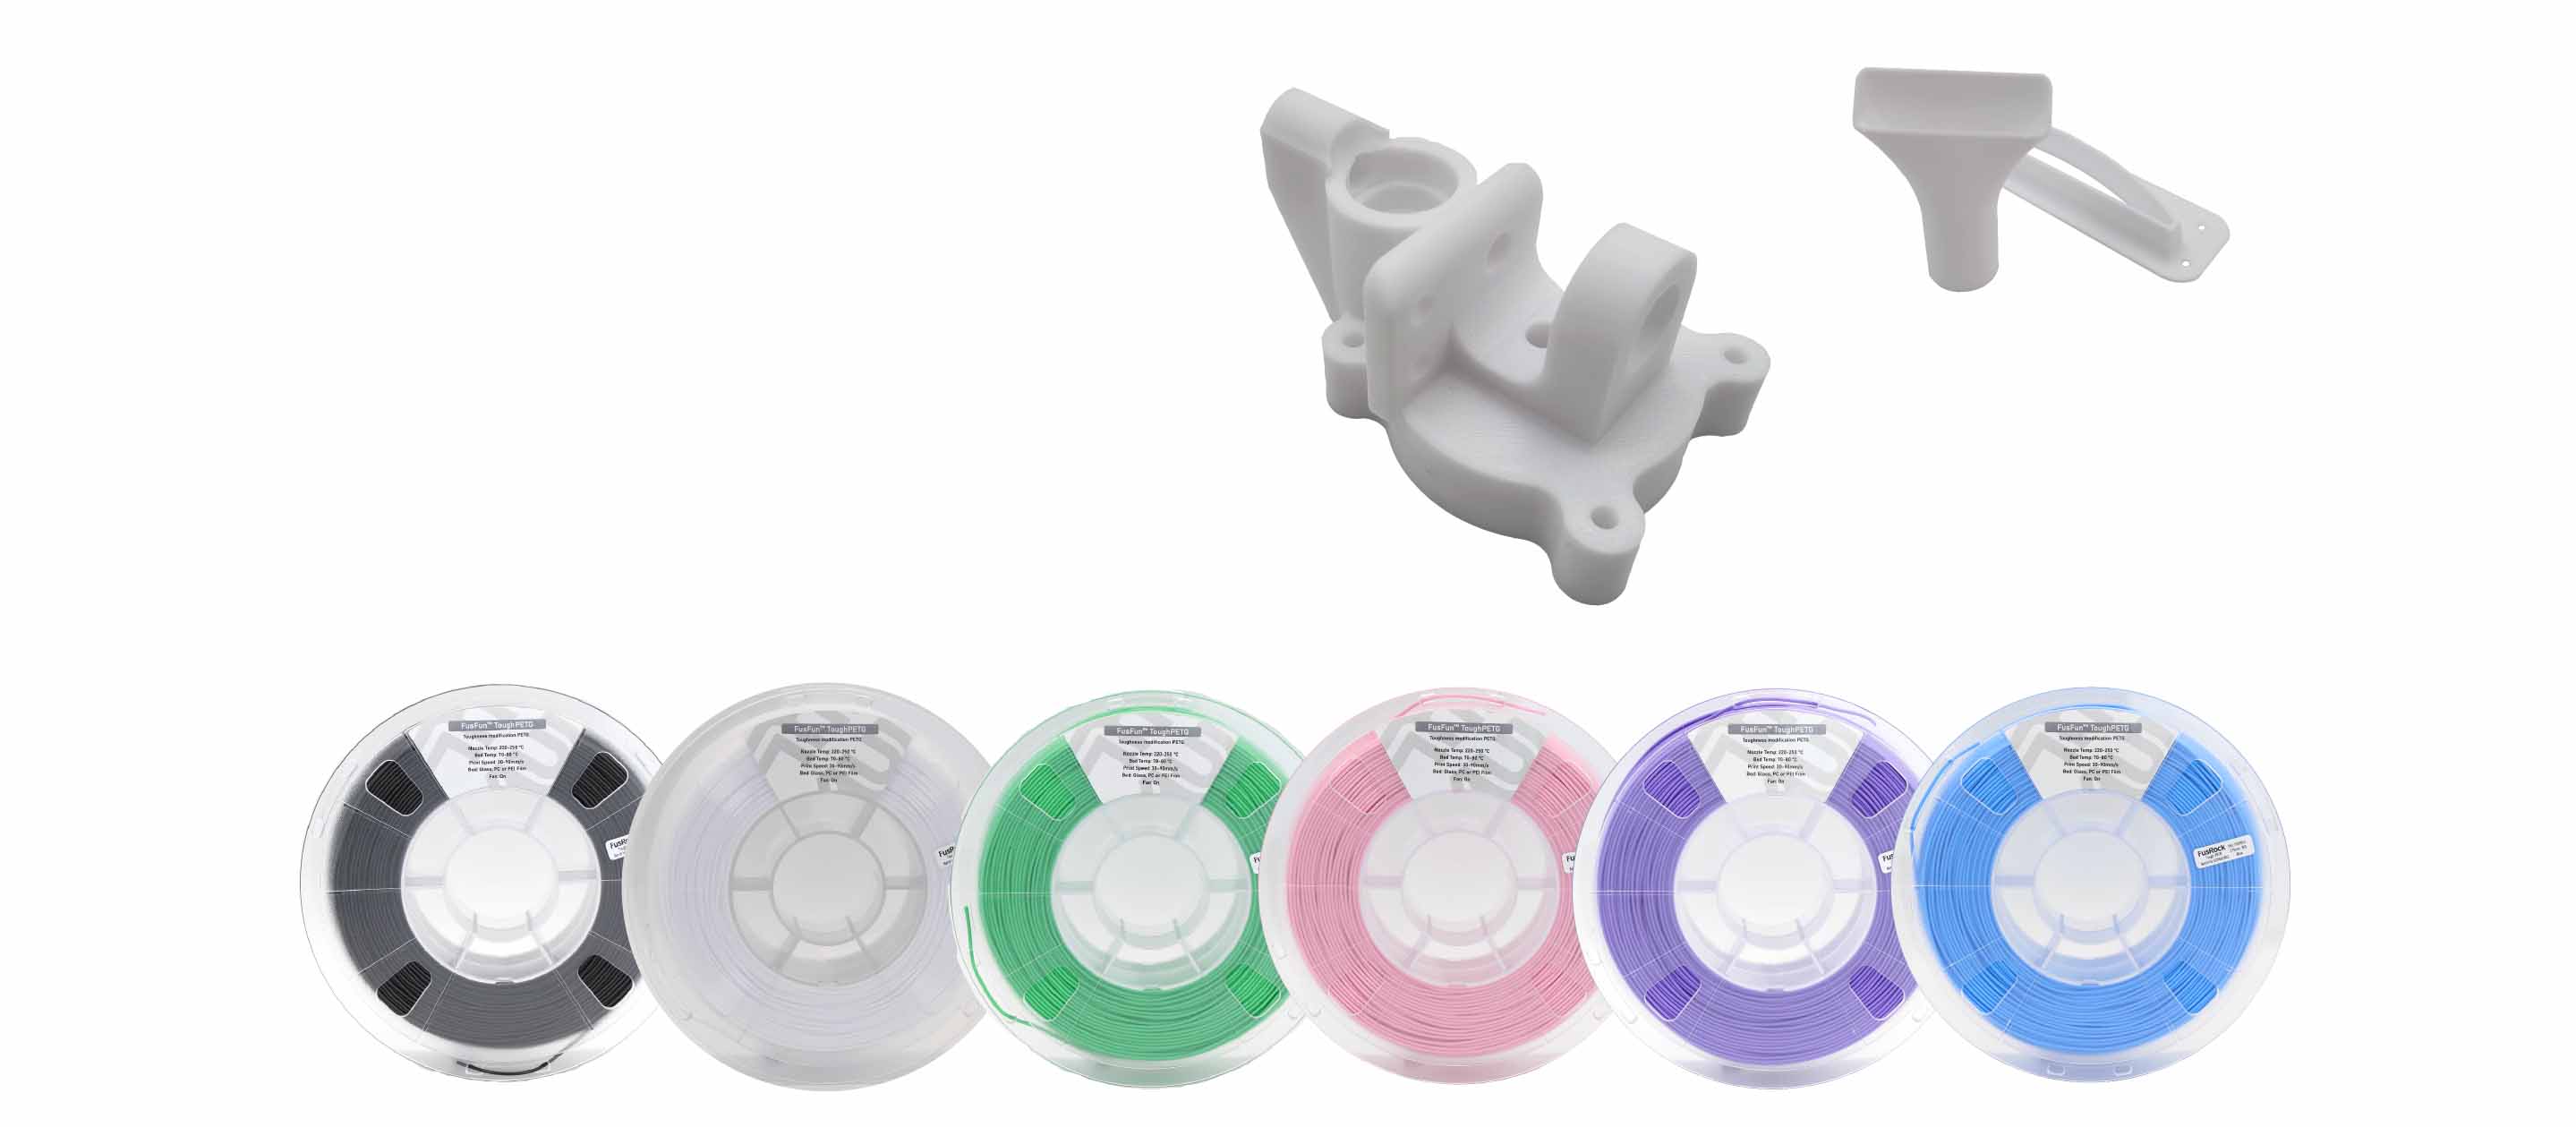 FusFun™ ToughPETG
Toughness modification PETG
Nozzle Temp: 220-250 °C
Bed Temp: 70-80 °C
Print Speed: 30-90mm/s
Bed: Glass, PC or PEI Film
Fan: On
FusFun™ ToughPETG
Toughness modification PETG
Nozzle Temp: 220-250 °C
Bed Temp: 70-80 °C
Print Speed: 30-90mm/s
Bed: Glass, PC or PEI Film
Fan: On
FusFun™ ToughPETG
Toughness modification PETG
Nozzle Temp: 220-250 °C
Bed Temp: 70-80 °C
Print Speed: 30-90mm/s
Bed: Glass, PC or PEI Film
Fan: On
FusFun™ ToughPETG
Toughness modification PETG
Nozzle Temp: 220-250 °C
Bed Temp: 70-80 °C
Print Speed: 30-90mm/s
Bed: Glass, PC or PEI Film
Fan: On
FusFun™ ToughPETG
Toughness modification PETG
Nozzle Temp: 220-250 °C
Bed Temp: 70-80 °C
Print Speed: 30-90mm/s
Bed: Glass, PC or PEI Film
Fan: On
FusFun™ ToughPETG
Toughness modification PETG
Nozzle Temp: 220-250 °C
Bed Temp: 70-80 °C
Print Speed: 30-90mm/s
Bed: Glass, PC or PEI Film
Fan: On
FusRock